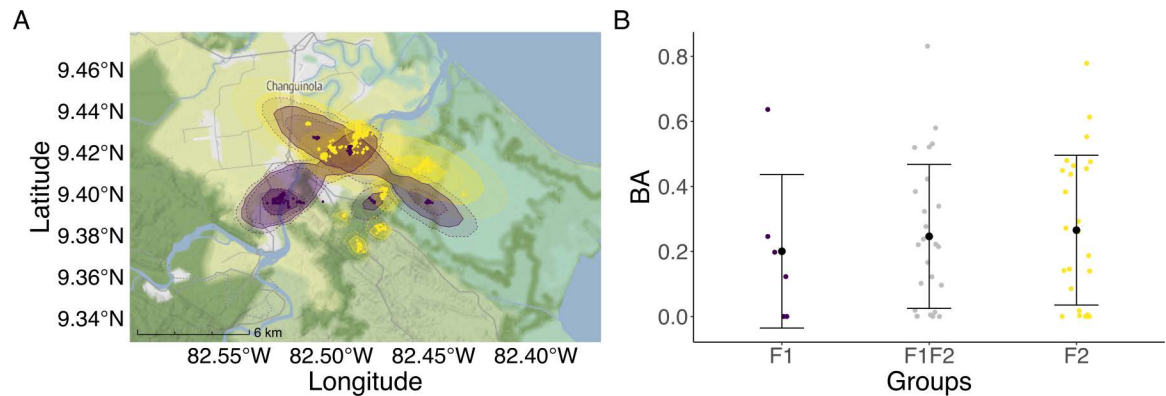 A
9.46°N
9.44°N
9.42°N
9.40°N
9.38°N
9.36°N
9.34°N
Latitude
Changuinola
6 km
82.55°W 82.50°W 82.45°W 82.40°W
Longitude
B
0.8
0.6
0.4
0.2
0.0
BA
F1 F1F2 F2
Groups